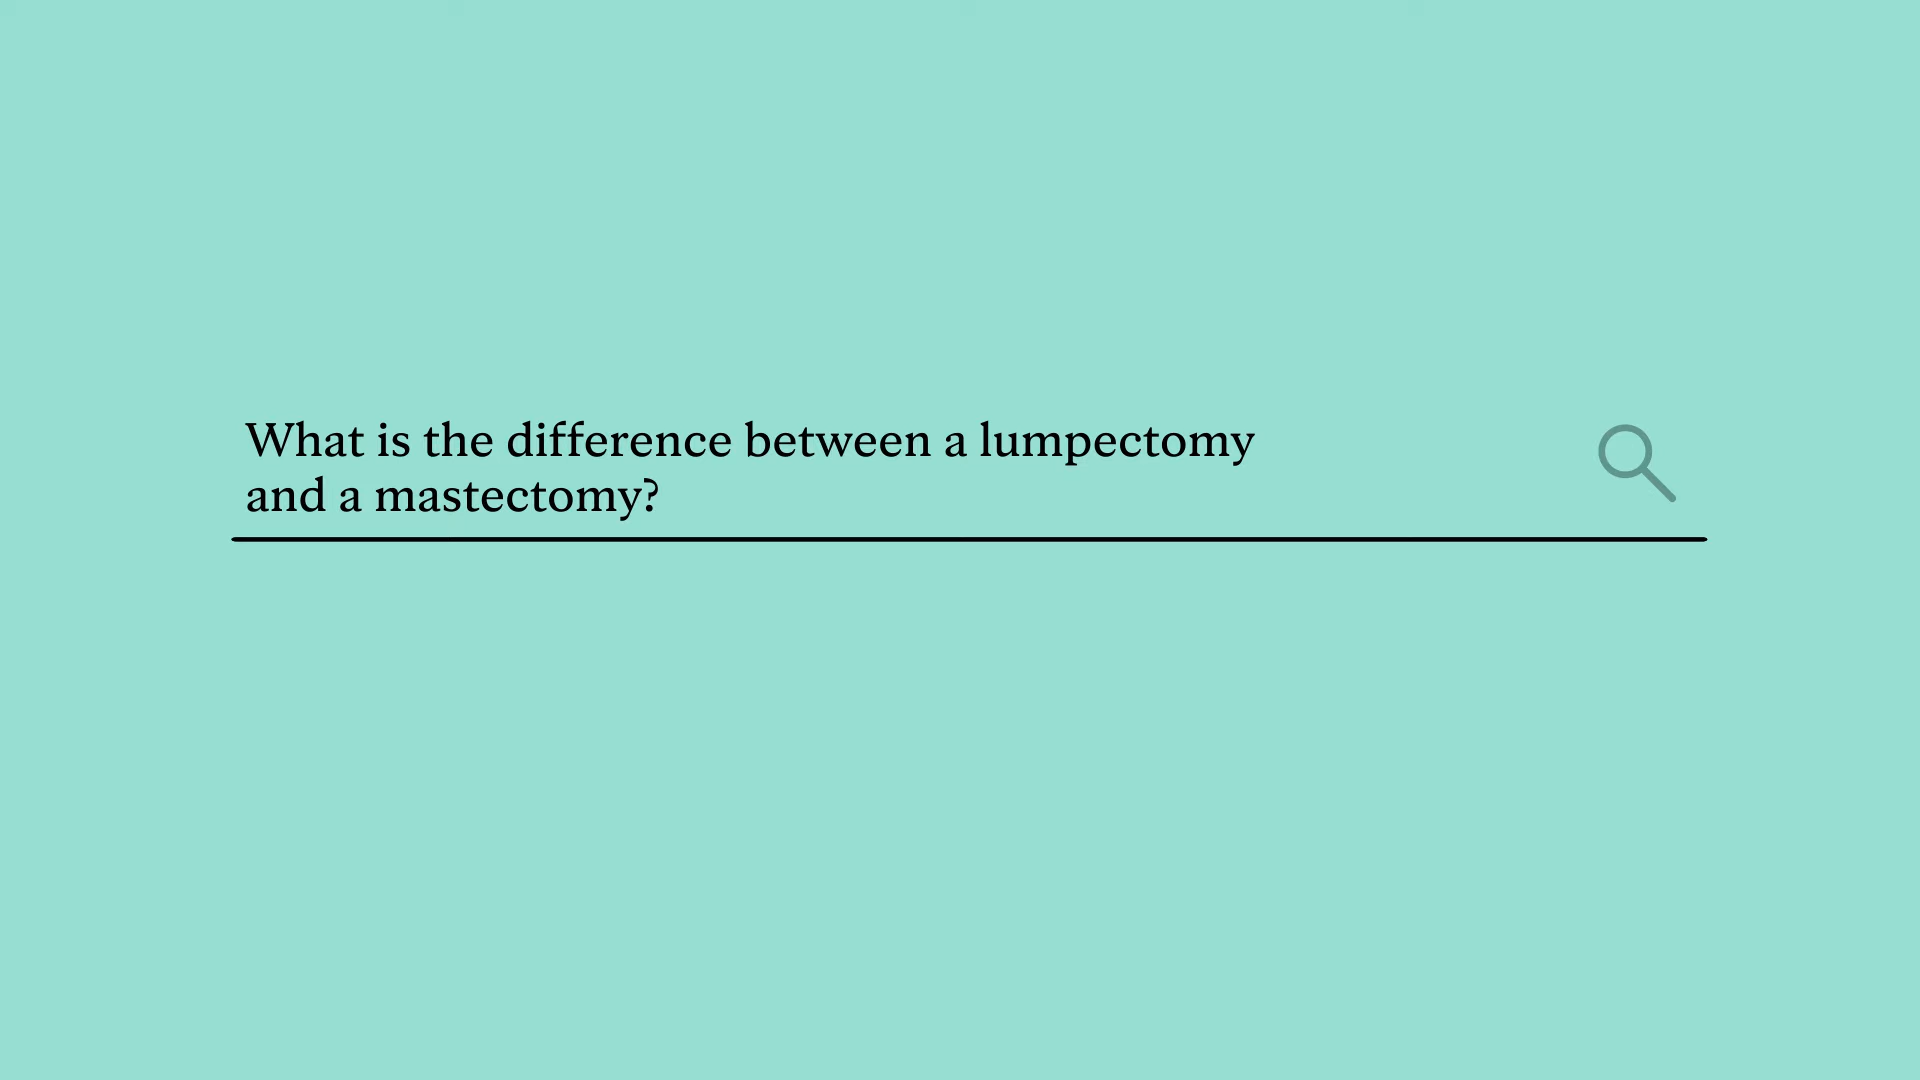 What is the difference between a lumpectomy
and a mastectomy?